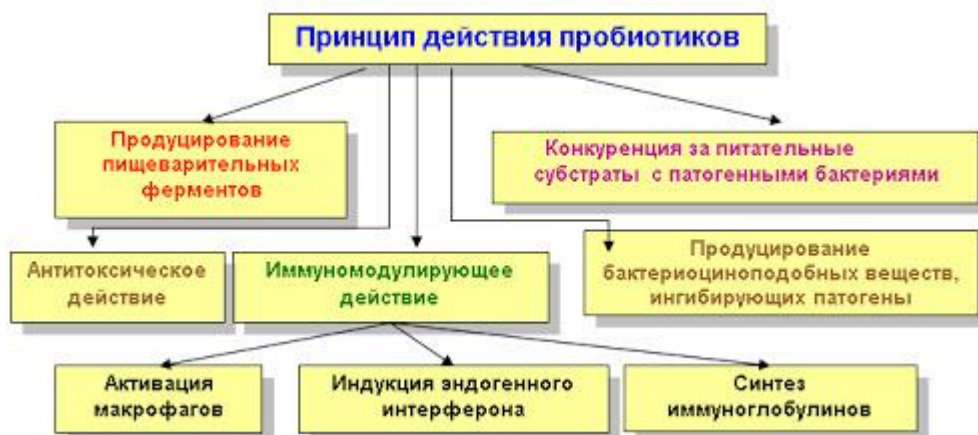 Принцип действия пробиотиков
Продуцирование
пищеварительных
ферментов
Конкуренция за питательные
субстраты с патогенными бактериями
Антитоксическое
действие
Иммуномодулирующее
действие
Продуцирование
бактериоциноподобных веществ,
ингибирующих патогены
Активация
макрофагов
Индукция эндогенного
интерферона
Синтез
иммуноглобулинов